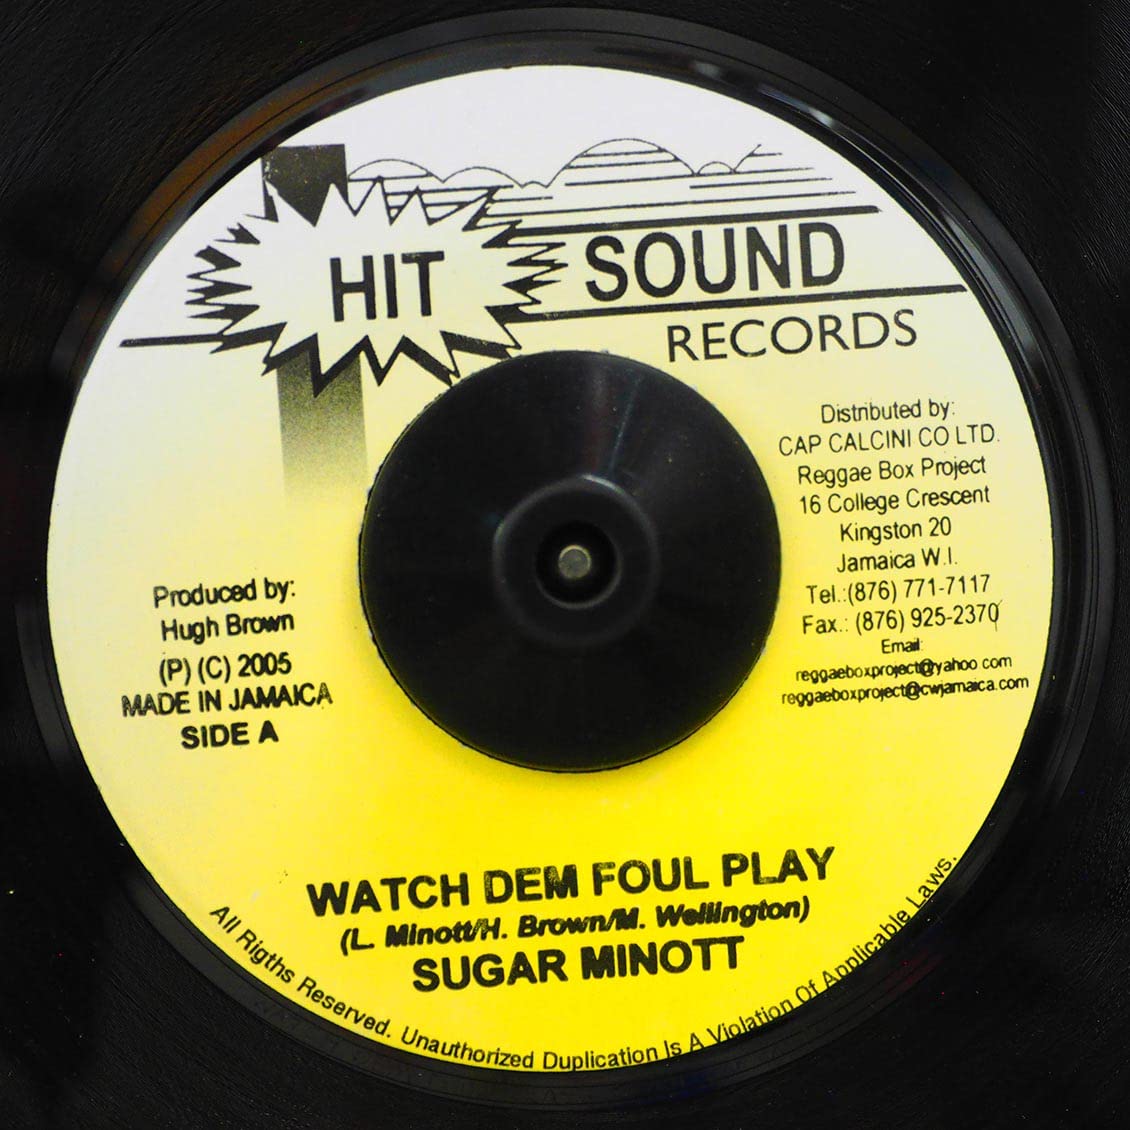 HIT SOUND
RECORDS
Distributed by:
CAP CALCINI CO LTD.
Reggae Box Project
16 College Crescent
Kingston 20
Jamaica W.I.
Tel.:(876) 771-7117
Fax.: (876) 925-2370
Email:
reggaeboxproject@yahoo.com
reggaeboxproject@cwjamaica.com
Produced by:
Hugh Brown
(P) (C) 2005
MADE IN JAMAICA
SIDE A
WATCH DEM FOUL PLAY
(L. Minott/H. Brown/M. Wellington)
SUGAR MINOTT
All Rigths Reserved. Unauthorized Duplication Is A Violation Of Applicable Laws.